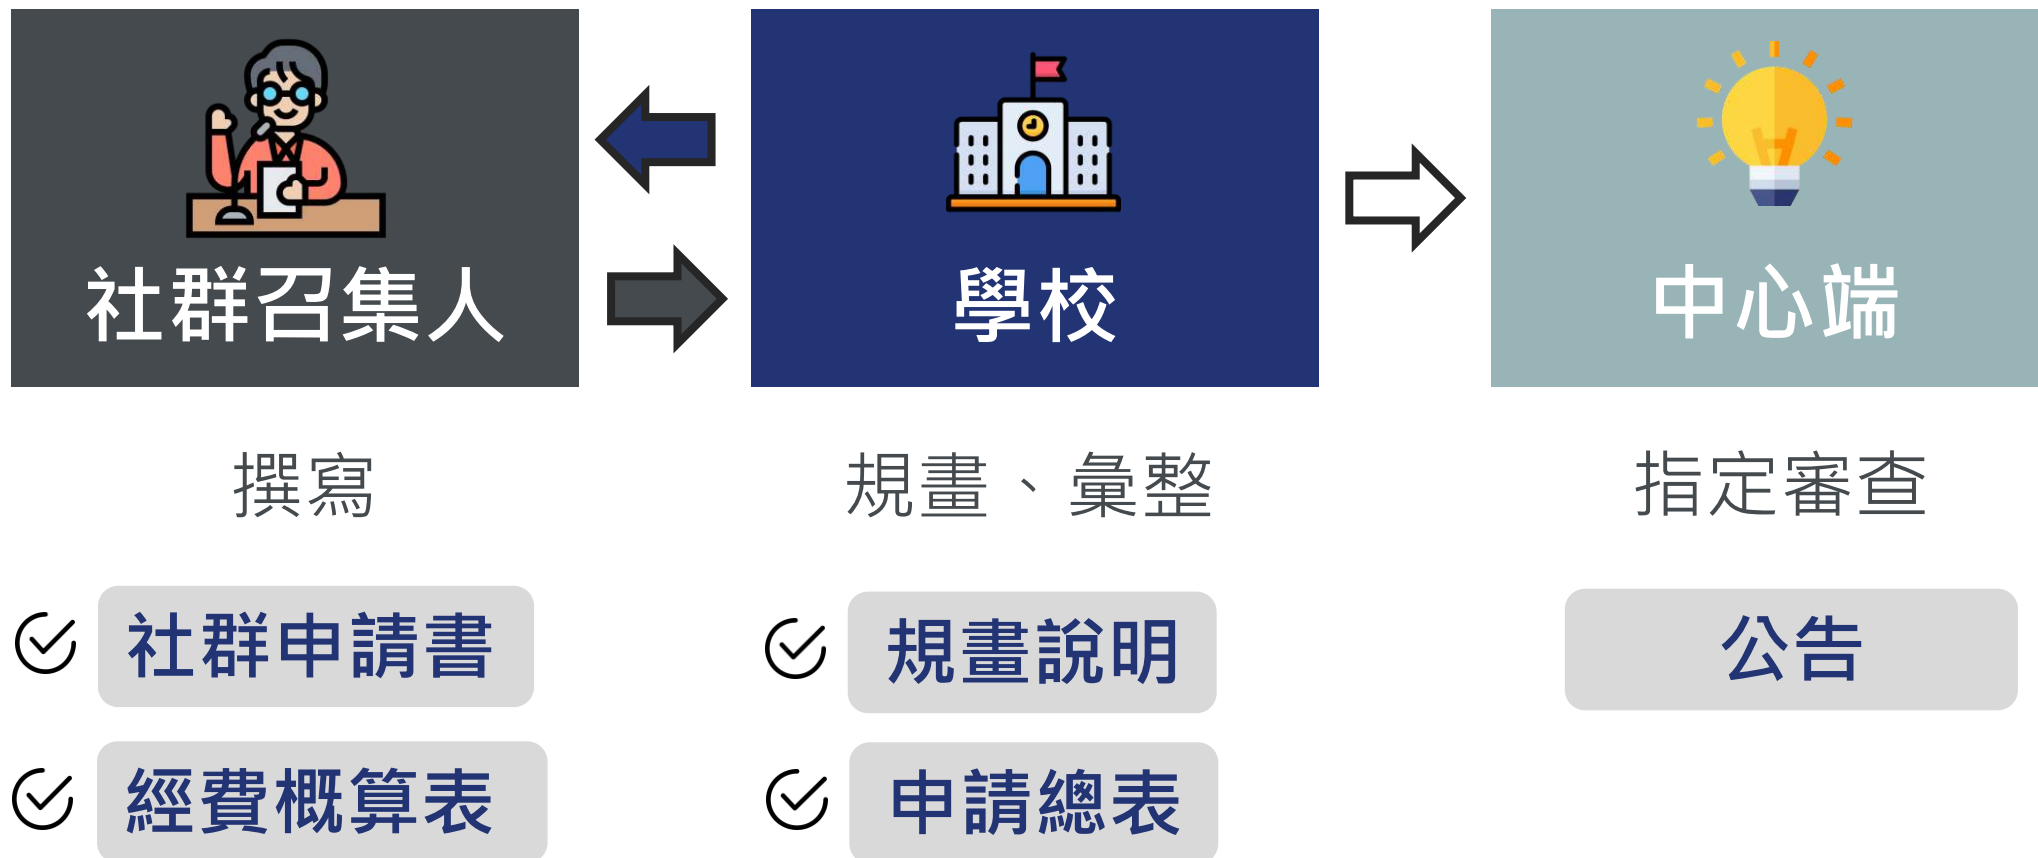 社群召集人
學校
中心端
撰寫
規畫、彙整
指定審查
社群申請書
規畫說明
公告
經費概算表
申請總表